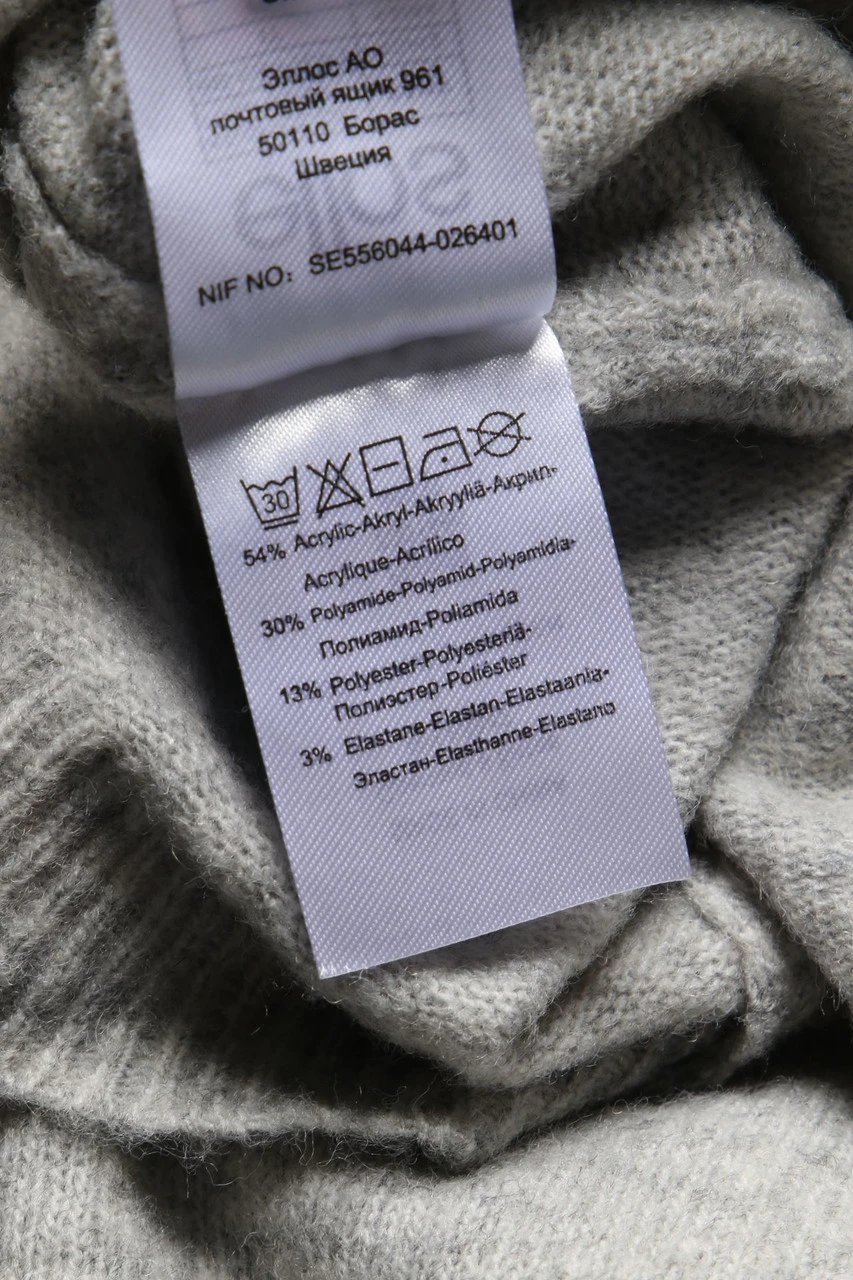 Эллос АО
почтовый ящик 961
50110 Борас
Швеция
NIF NO: SE556044-026401
30
54% Acrylic-Akryl-Akryyliä-Акрил-
Acrylique-Acrílico
30% Polyamide-Polyamid-Polyamidia-
Полиамид-Poliamida
13% Polyester-Polyesteriä-
Полиэстер-Poliéster
3% Elastane-Elastan-Elastaania-
Эластан-Elasthanne-Elastano